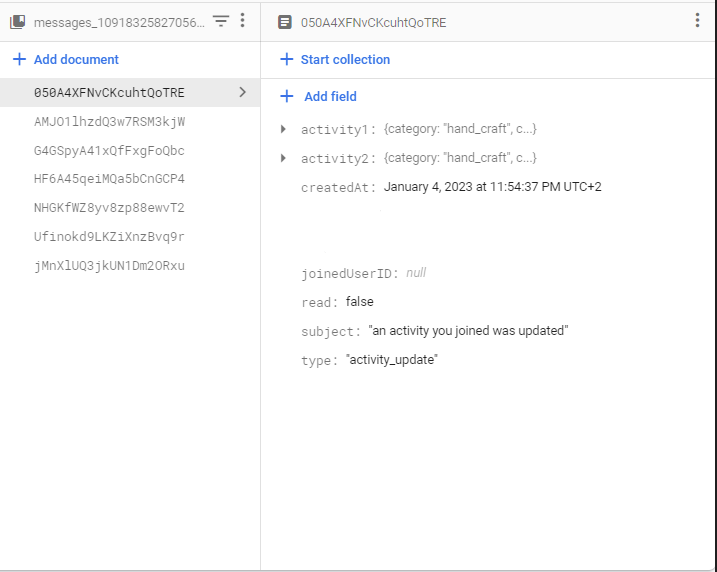 messages_10918325827056...
050A4XFNvCKcuhtQoTRE
Add document
Start collection
050A4XFNvCKcuhtQoTRE
AMJO1lhzdQ3w7RSM3kjW
G4GSpyA41xQfFxgFoQbc
HF6A45qeiMQa5bCnGCP4
NHGKfWZ8yv8zp88ewvT2
Ufinokd9LKZiXnzBvq9r
jMnXlUQ3jkUN1Dm2ORxu
Add field
activity1: {category: "hand_craft", c...}
activity2: {category: "hand_craft", c...}
createdAt: January 4, 2023 at 11:54:37 PM UTC+2
joinedUserID: null
read: false
subject: "an activity you joined was updated"
type: "activity_update"